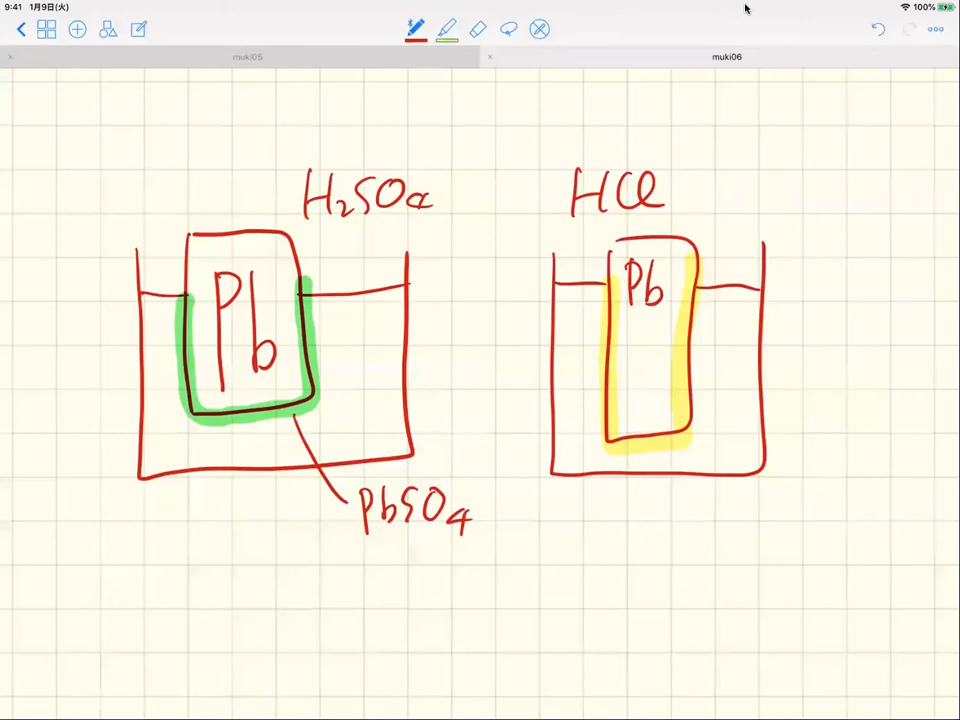 9:41 1月9日(火)
100%
muki05
muki06
H₂SO₄
HCl
Pb
Pb
PbSO₄